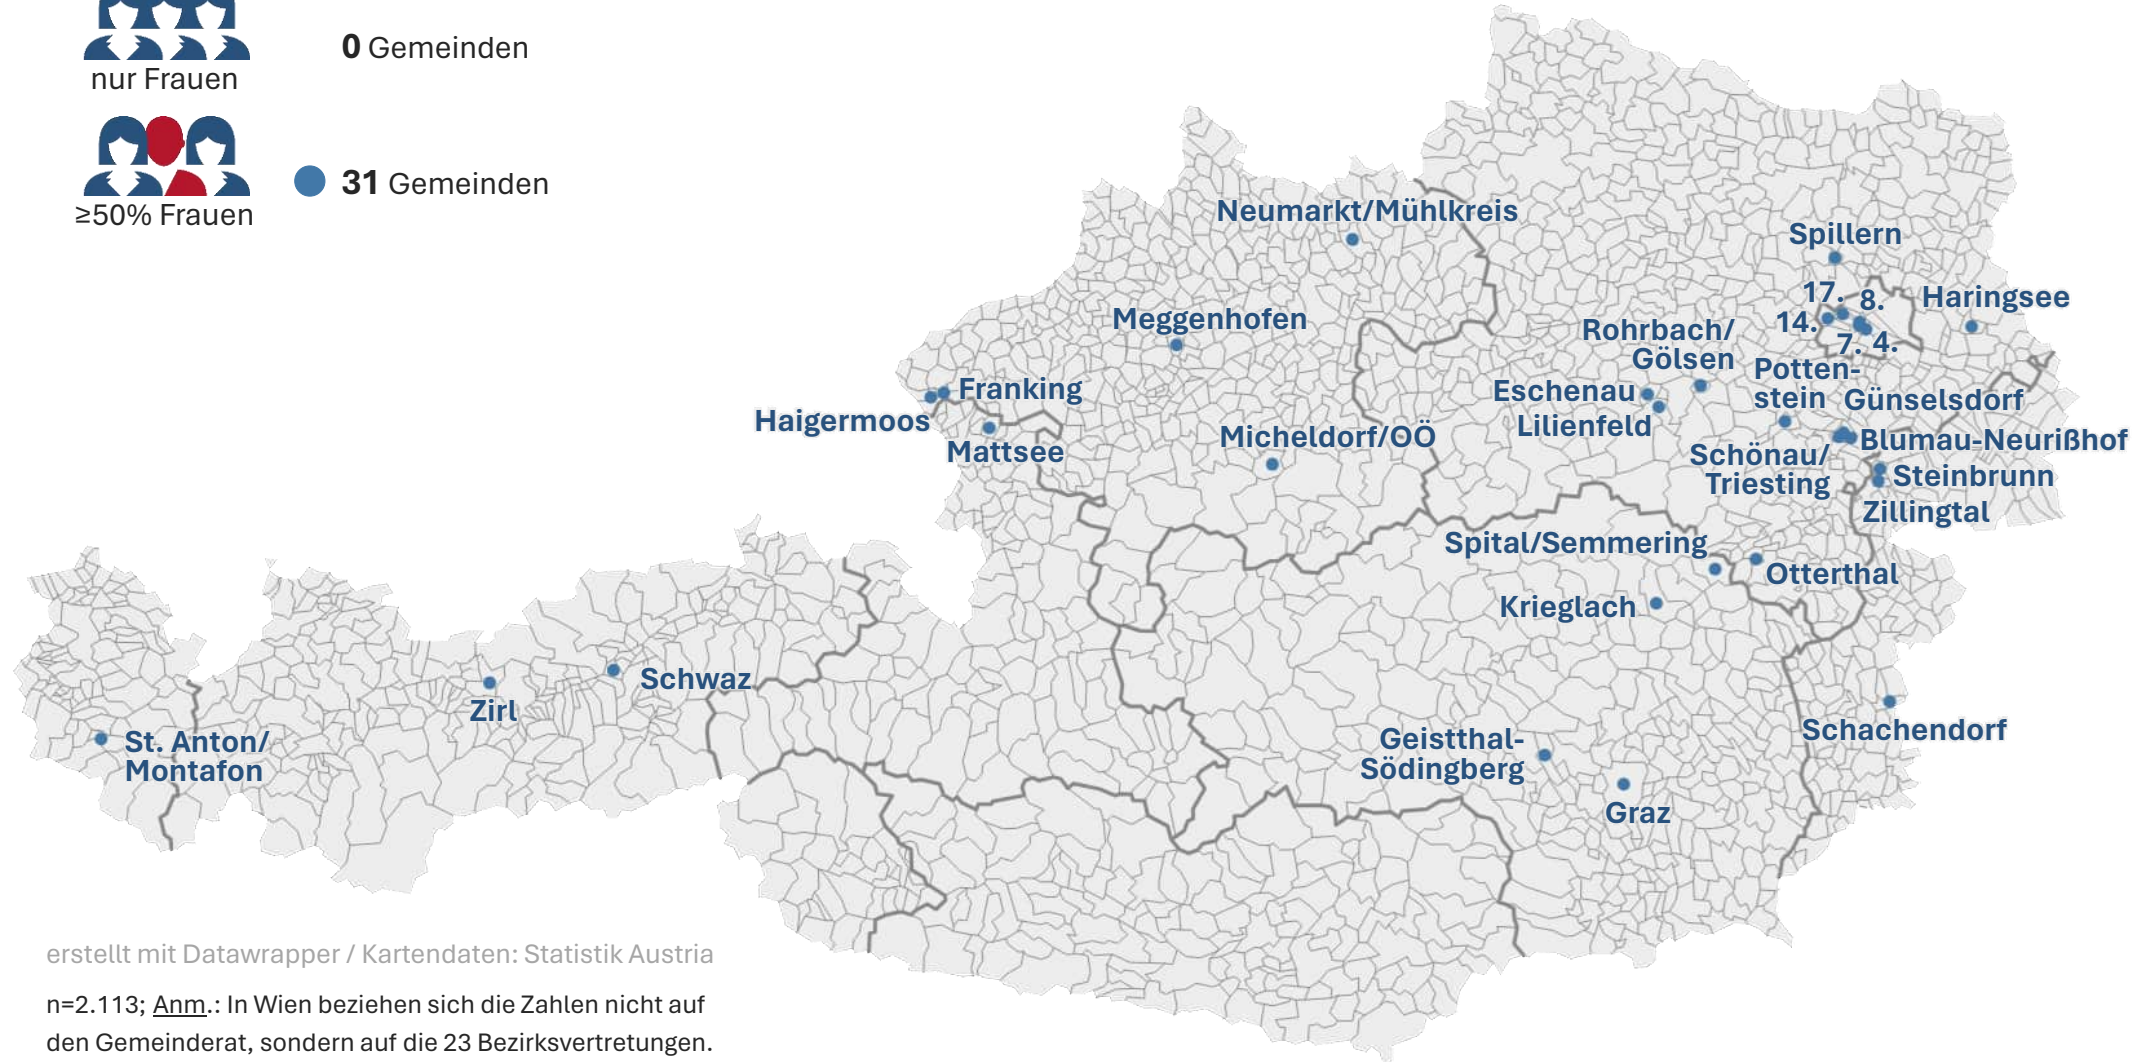 0 Gemeinden
nur Frauen
31 Gemeinden
≥50% Frauen
Neumarkt/Mühlkreis
Spillern
17.
8.
Haringsee
14.
7.
4.
Meggenhofen
Rohrbach/
Gölsen
Potten-
stein
Franking
Eschenau
Günselsdorf
Haigermoos
Lilienfeld
Mattsee
Micheldorf/OÖ
Blumau-Neurißhof
Schönau/
Triesting
Steinbrunn
Zillingtal
Spital/Semmering
Otterthal
Krieglach
Schwaz
Zirl
St. Anton/
Montafon
Schachendorf
Geistthal-
Södingberg
Graz
erstellt mit Datawrapper / Kartendaten: Statistik Austria
n=2.113; Anm.: In Wien beziehen sich die Zahlen nicht auf
den Gemeinderat, sondern auf die 23 Bezirksvertretungen.